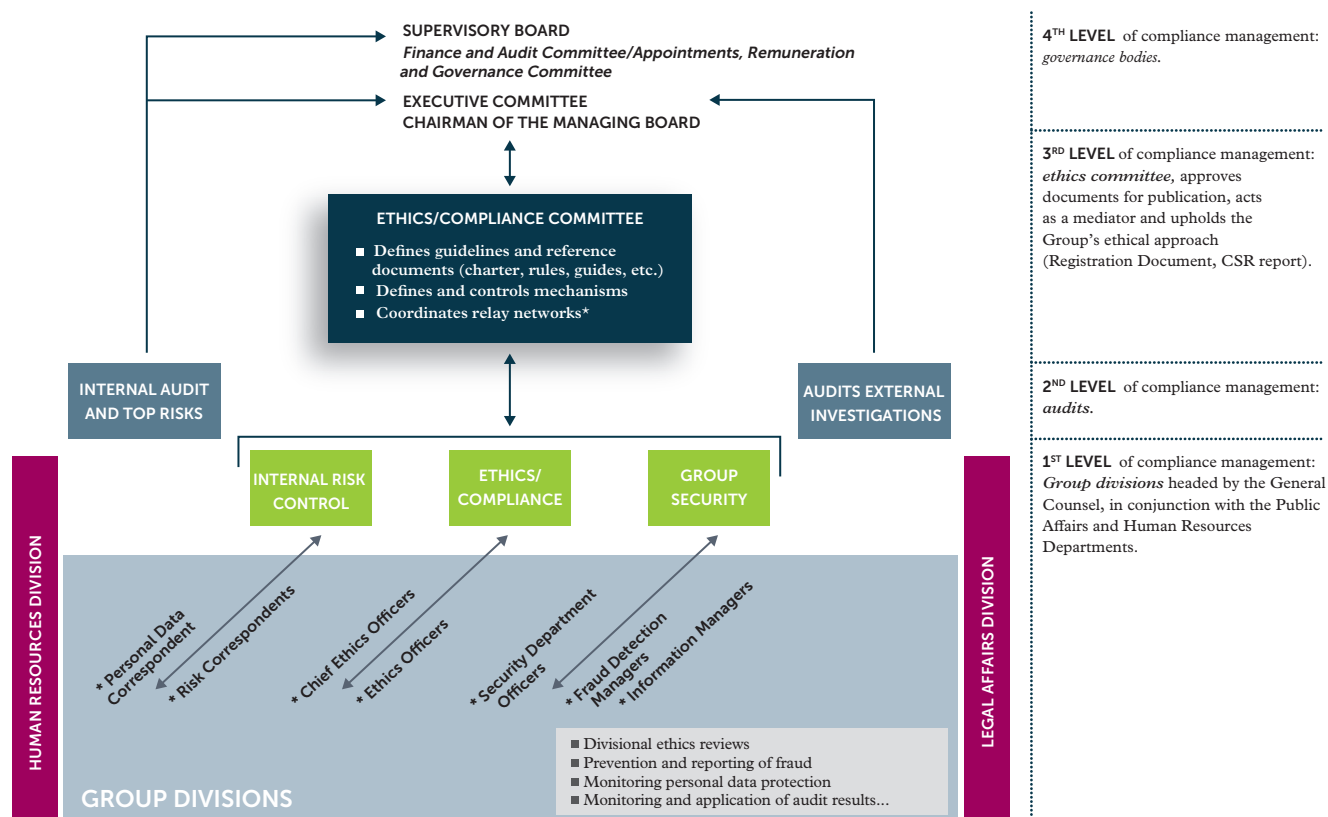 SUPERVISORY BOARD
Finance and Audit Committee/Appointments, Remuneration
and Governance Committee
EXECUTIVE COMMITTEE
CHAIRMAN OF THE MANAGING BOARD
ETHICS/COMPLIANCE COMMITTEE
■ Defines guidelines and reference
documents (charter, rules, guides, etc.)
■ Defines and controls mechanisms
■ Coordinates relay networks*
INTERNAL AUDIT
AND TOP RISKS
AUDITS EXTERNAL
INVESTIGATIONS
INTERNAL RISK
CONTROL
ETHICS/
COMPLIANCE
GROUP
SECURITY
HUMAN RESOURCES DIVISION
* Personal Data
Correspondent
* Risk Correspondents
* Chief Ethics Officers
* Ethics Officers
* Security Department
Officers
* Fraud Detection
Managers
* Information Managers
LEGAL AFFAIRS DIVISION
■ Divisional ethics reviews
■ Prevention and reporting of fraud
■ Monitoring personal data protection
■ Monitoring and application of audit results...
GROUP DIVISIONS
4TH LEVEL of compliance management:
governance bodies.
3RD LEVEL of compliance management:
ethics committee, approves
documents for publication, acts
as a mediator and upholds the
Group's ethical approach
(Registration Document, CSR report).
2ND LEVEL of compliance management:
audits.
1ST LEVEL of compliance management:
Group divisions headed by the General
Counsel, in conjunction with the Public
Affairs and Human Resources
Departments.